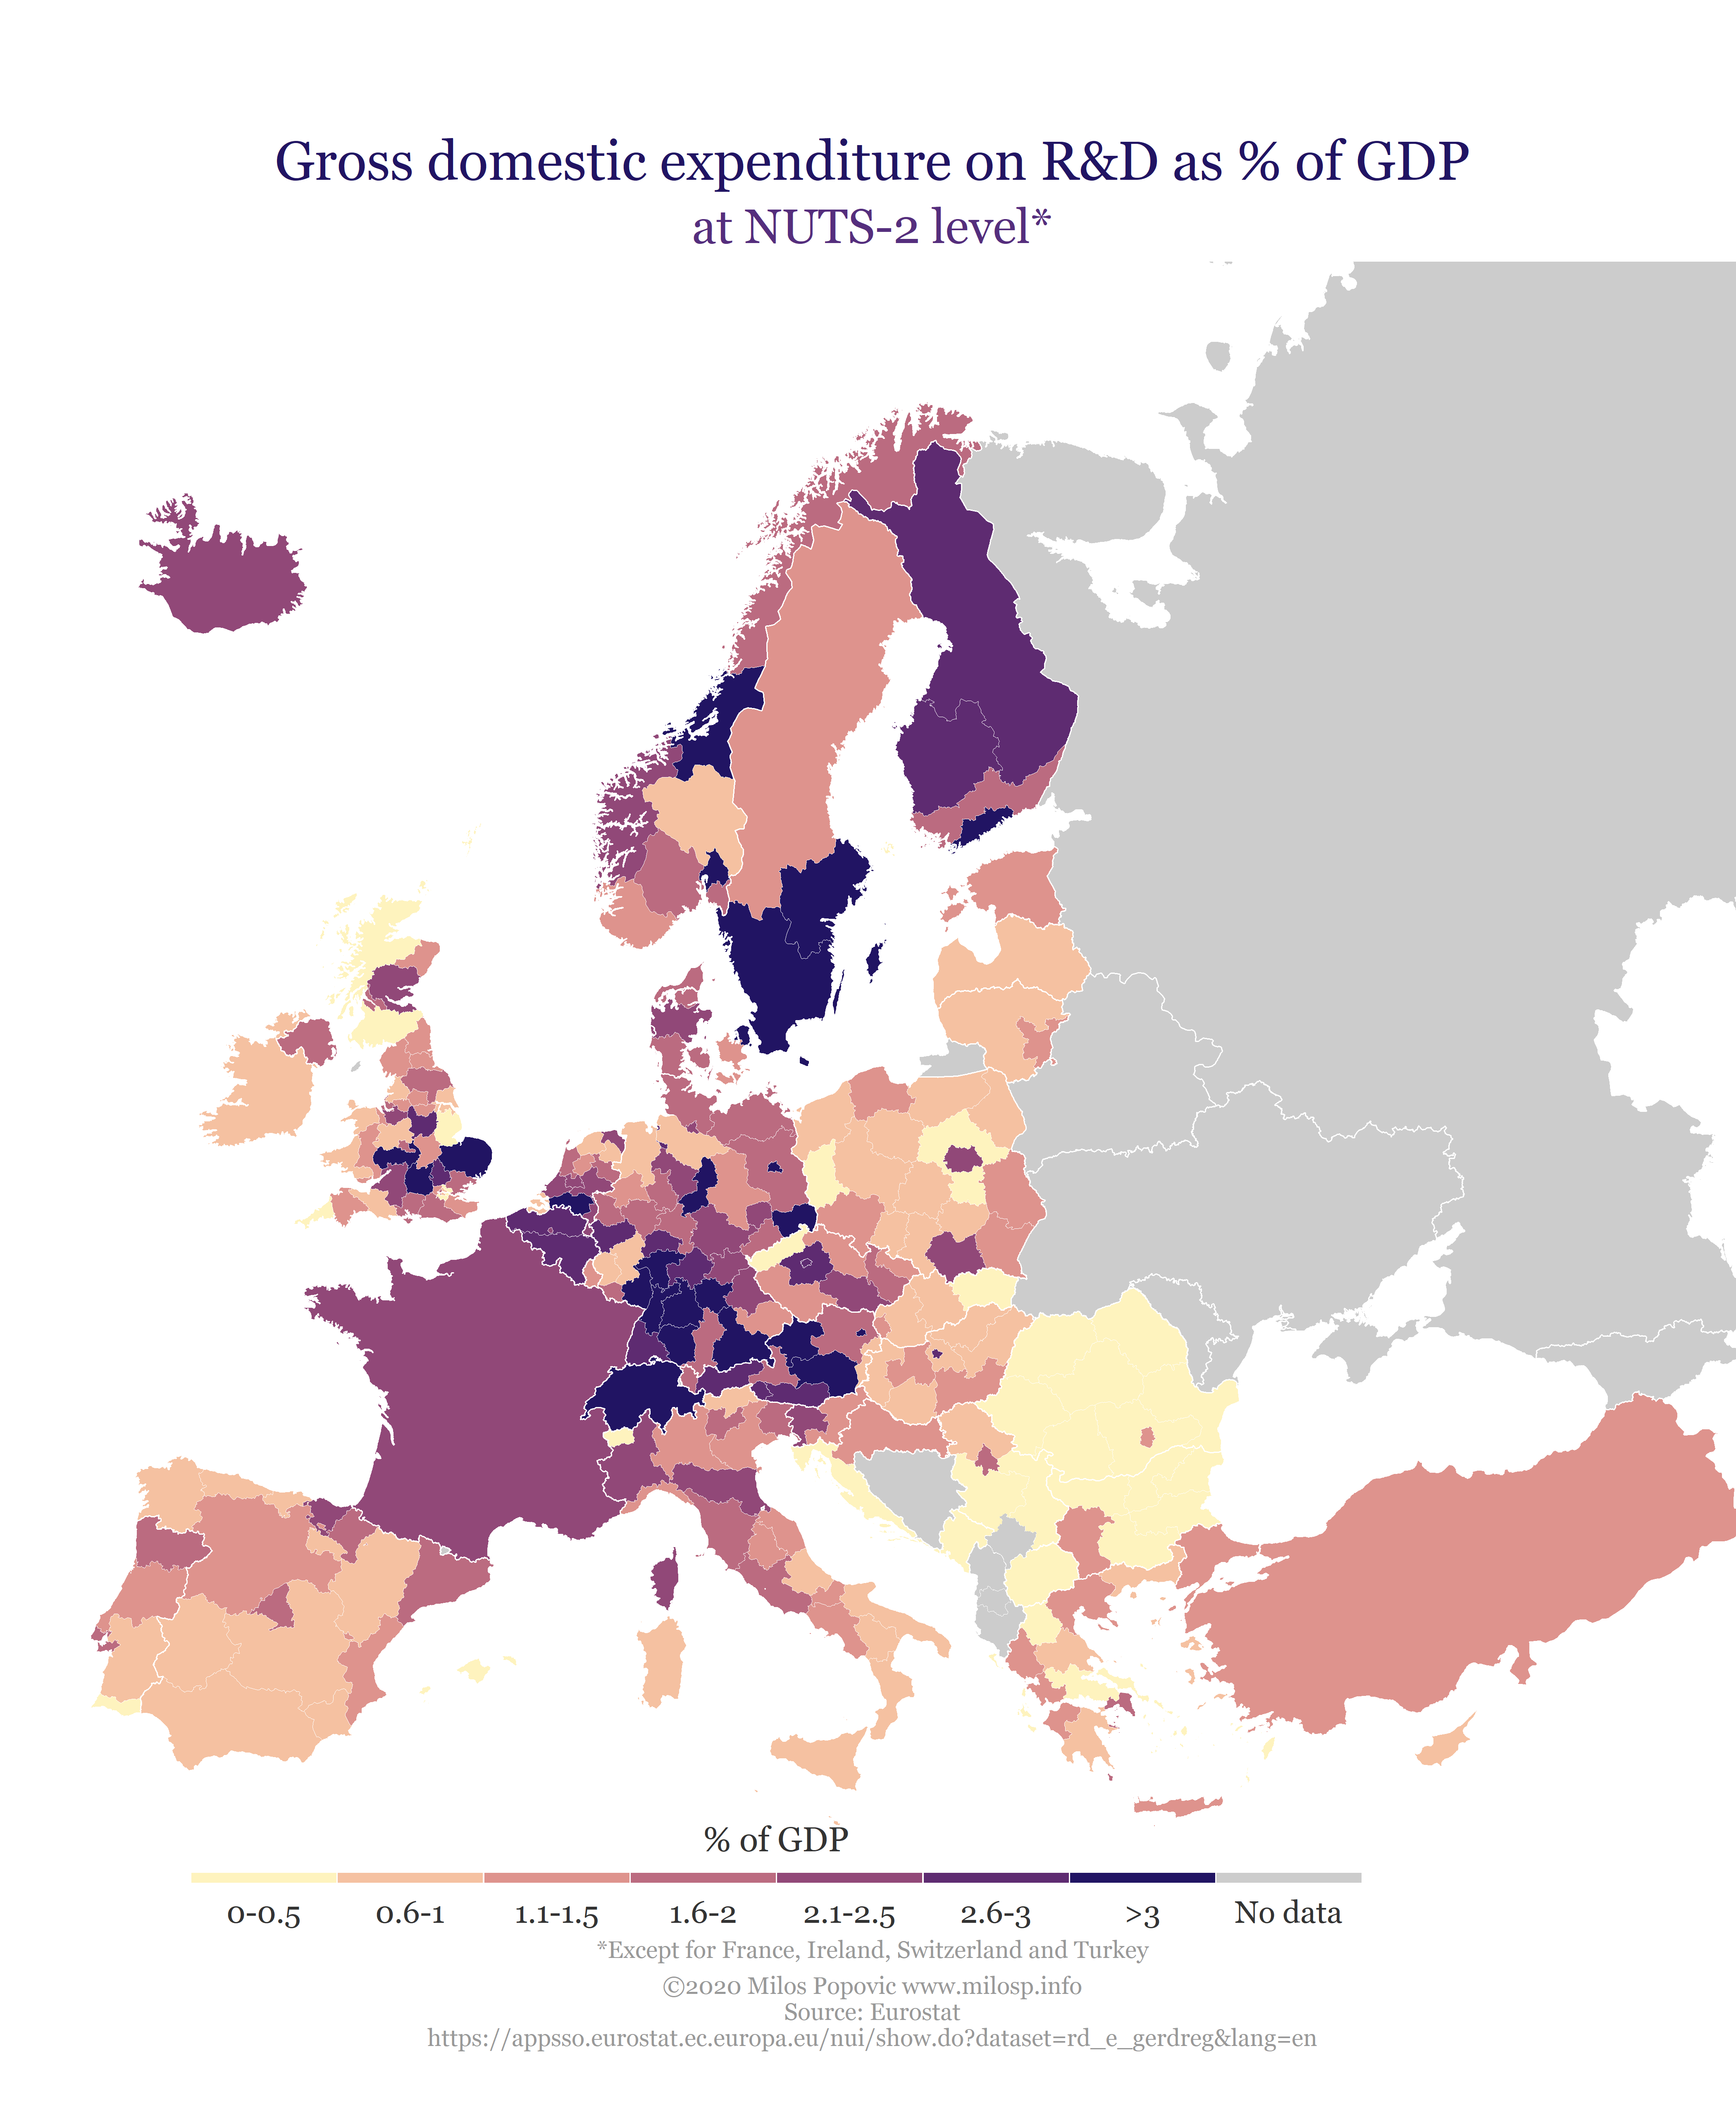 Gross domestic expenditure on R&D as % of GDP
at NUTS-2 level*
% of GDP
0-0.5 0.6-1 1.1-1.5 1.6-2 2.1-2.5 2.6-3 >3 No data
*Except for France, Ireland, Switzerland and Turkey
©2020 Milos Popovic www.milosp.info
Source: Eurostat
https://appsso.eurostat.ec.europa.eu/nui/show.do?dataset=rd_e_gerdreg&lang=en